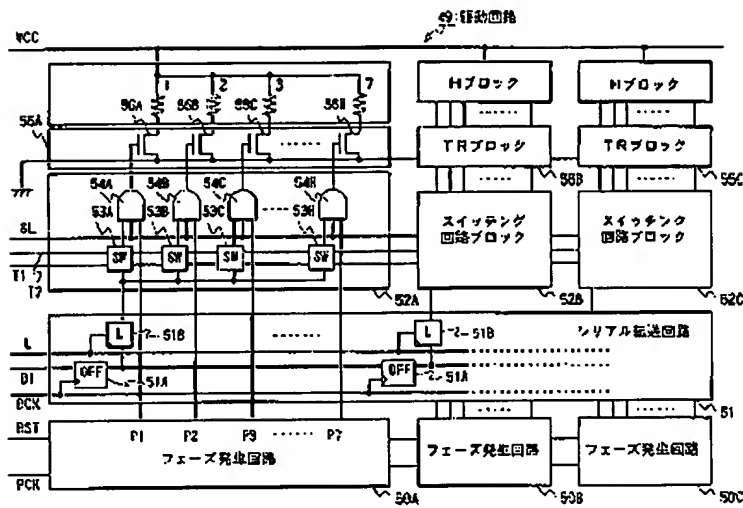 49:駆動回路
VCC
1 2 3 7
Hブロック
Hブロック
56A 56B 56C 56H
55A
TRブロック
TRブロック
55B 55C
54A 54B 54C 54H
53A 53B 53C 53H
スイッチング
回路ブロック
スイッチング
回路ブロック
SL
SW SW SW SW
T1
T7
52A 52B 52C
L 51B
L 51B
シリアル転送回路
L
DI
DFF 51A
DFF 51A
DCK
51
RST
P1 P2 P3 P7
フェーズ発生回路
フェーズ発生回路
フェーズ発生回路
PCK
50A 50B 50C